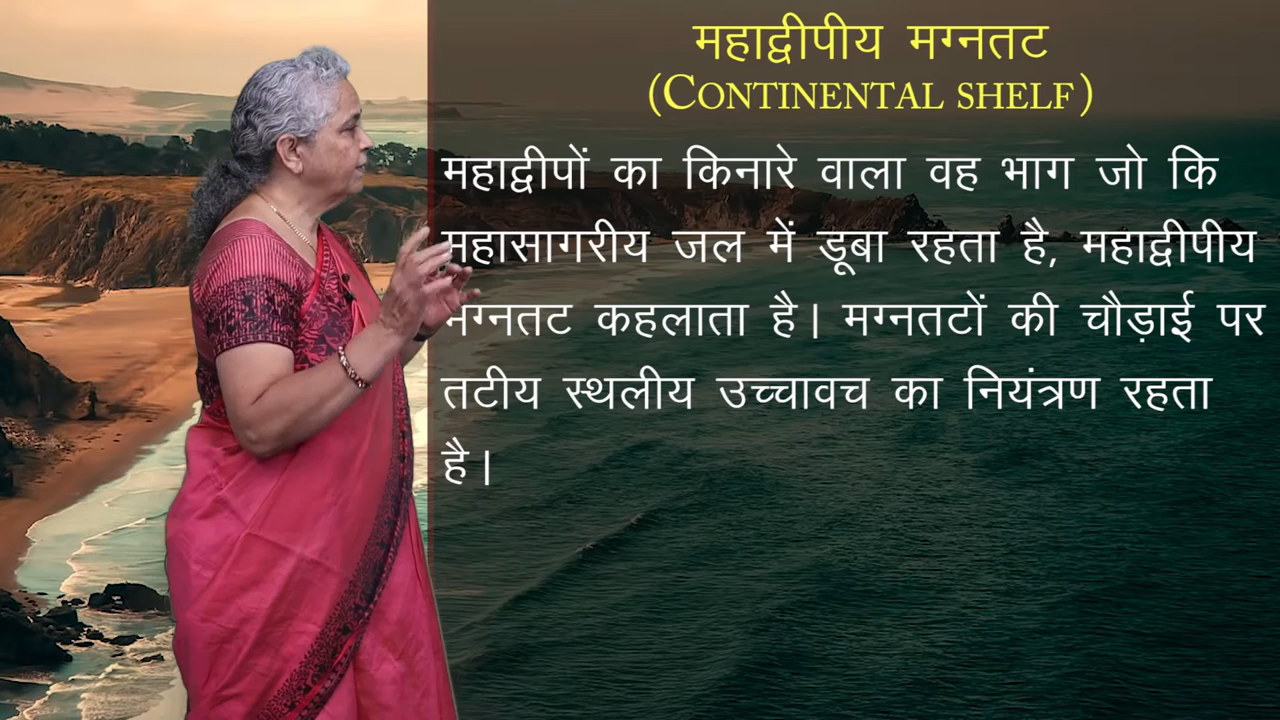 महाद्वीपीय मग्नतट
(CONTINENTAL SHELF)
महाद्वीपों का किनारे वाला वह भाग जो कि
महासागरीय जल में डूबा रहता है, महाद्वीपीय
मग्नतट कहलाता है। मग्नतटों की चौड़ाई पर
तटीय स्थलीय उच्चावच का नियंत्रण रहता
है।